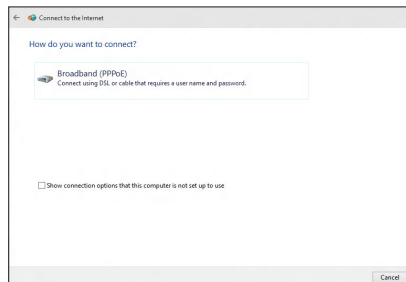 Connect to the Internet
How do you want to connect?
Broadband (PPPoE)
Connect using DSL or cable that requires a user name and password.
Show connection options that this computer is not set up to use
Cancel